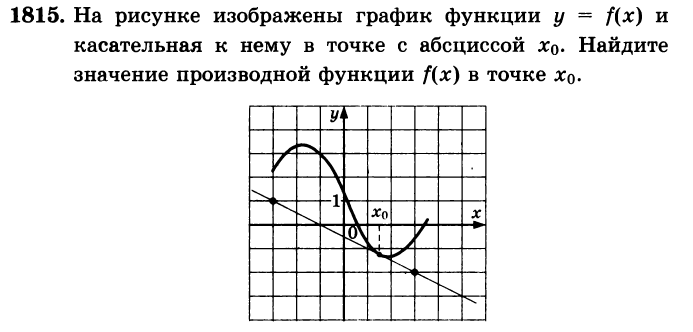 1815. На рисунке изображены график функции y = f(x) и
касательная к нему в точке с абсциссой x₀. Найдите
значение производной функции f(x) в точке x₀.
y
1
x₀
x
0